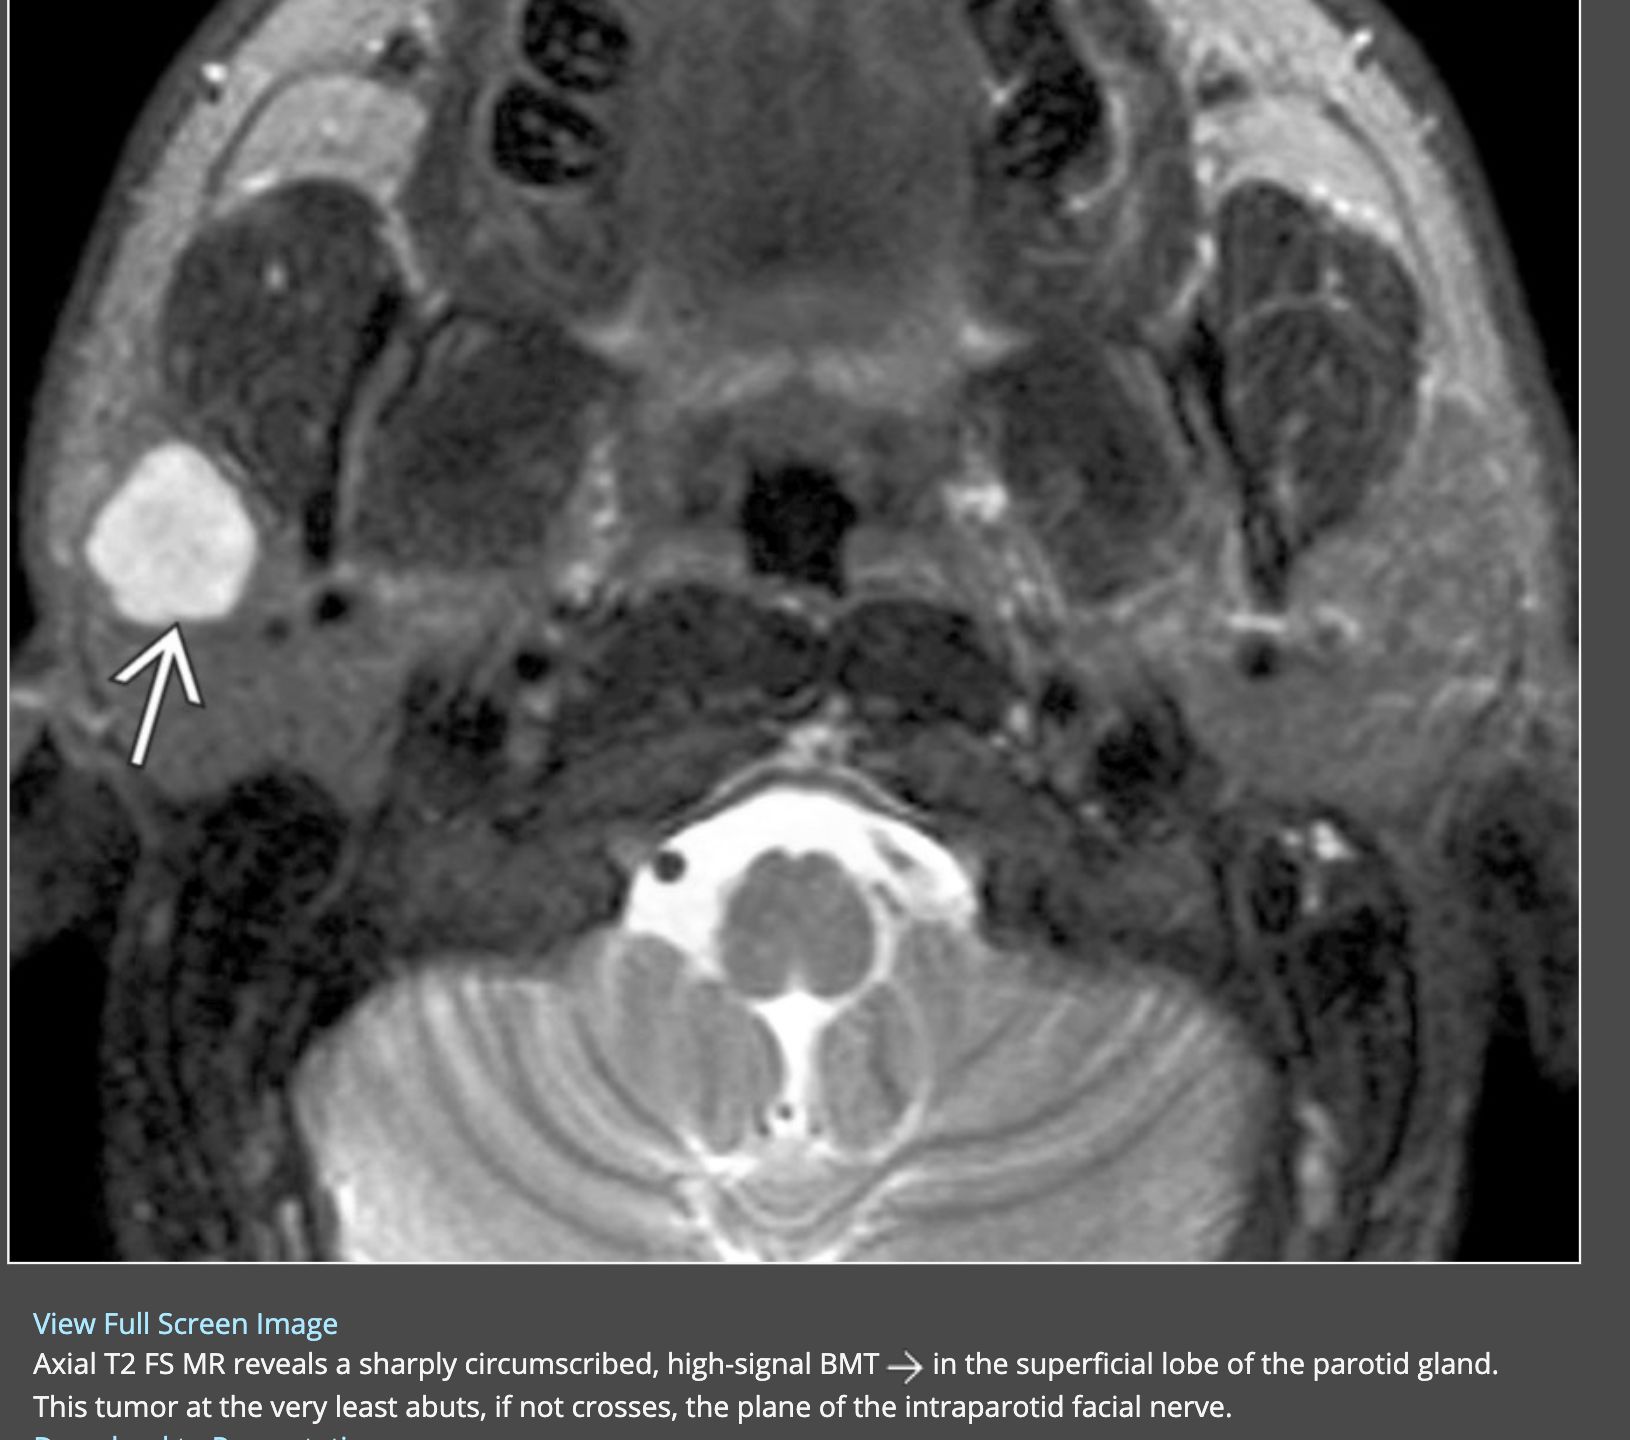 View Full Screen Image
Axial T2 FS MR reveals a sharply circumscribed, high-signal BMT → in the superficial lobe of the parotid gland.
This tumor at the very least abuts, if not crosses, the plane of the intraparotid facial nerve.